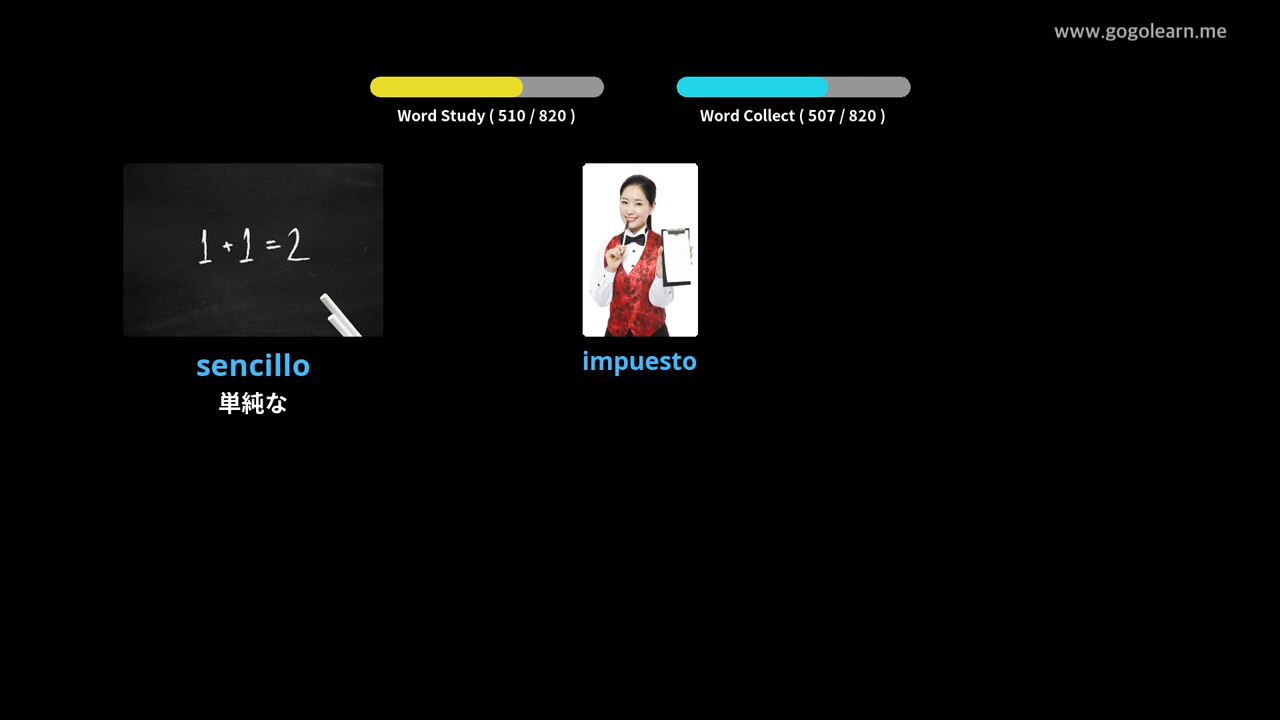 www.gogolearn.me
Word Study ( 510 / 820 )
Word Collect ( 507 / 820 )
1 + 1 = 2
sencillo
単純な
impuesto